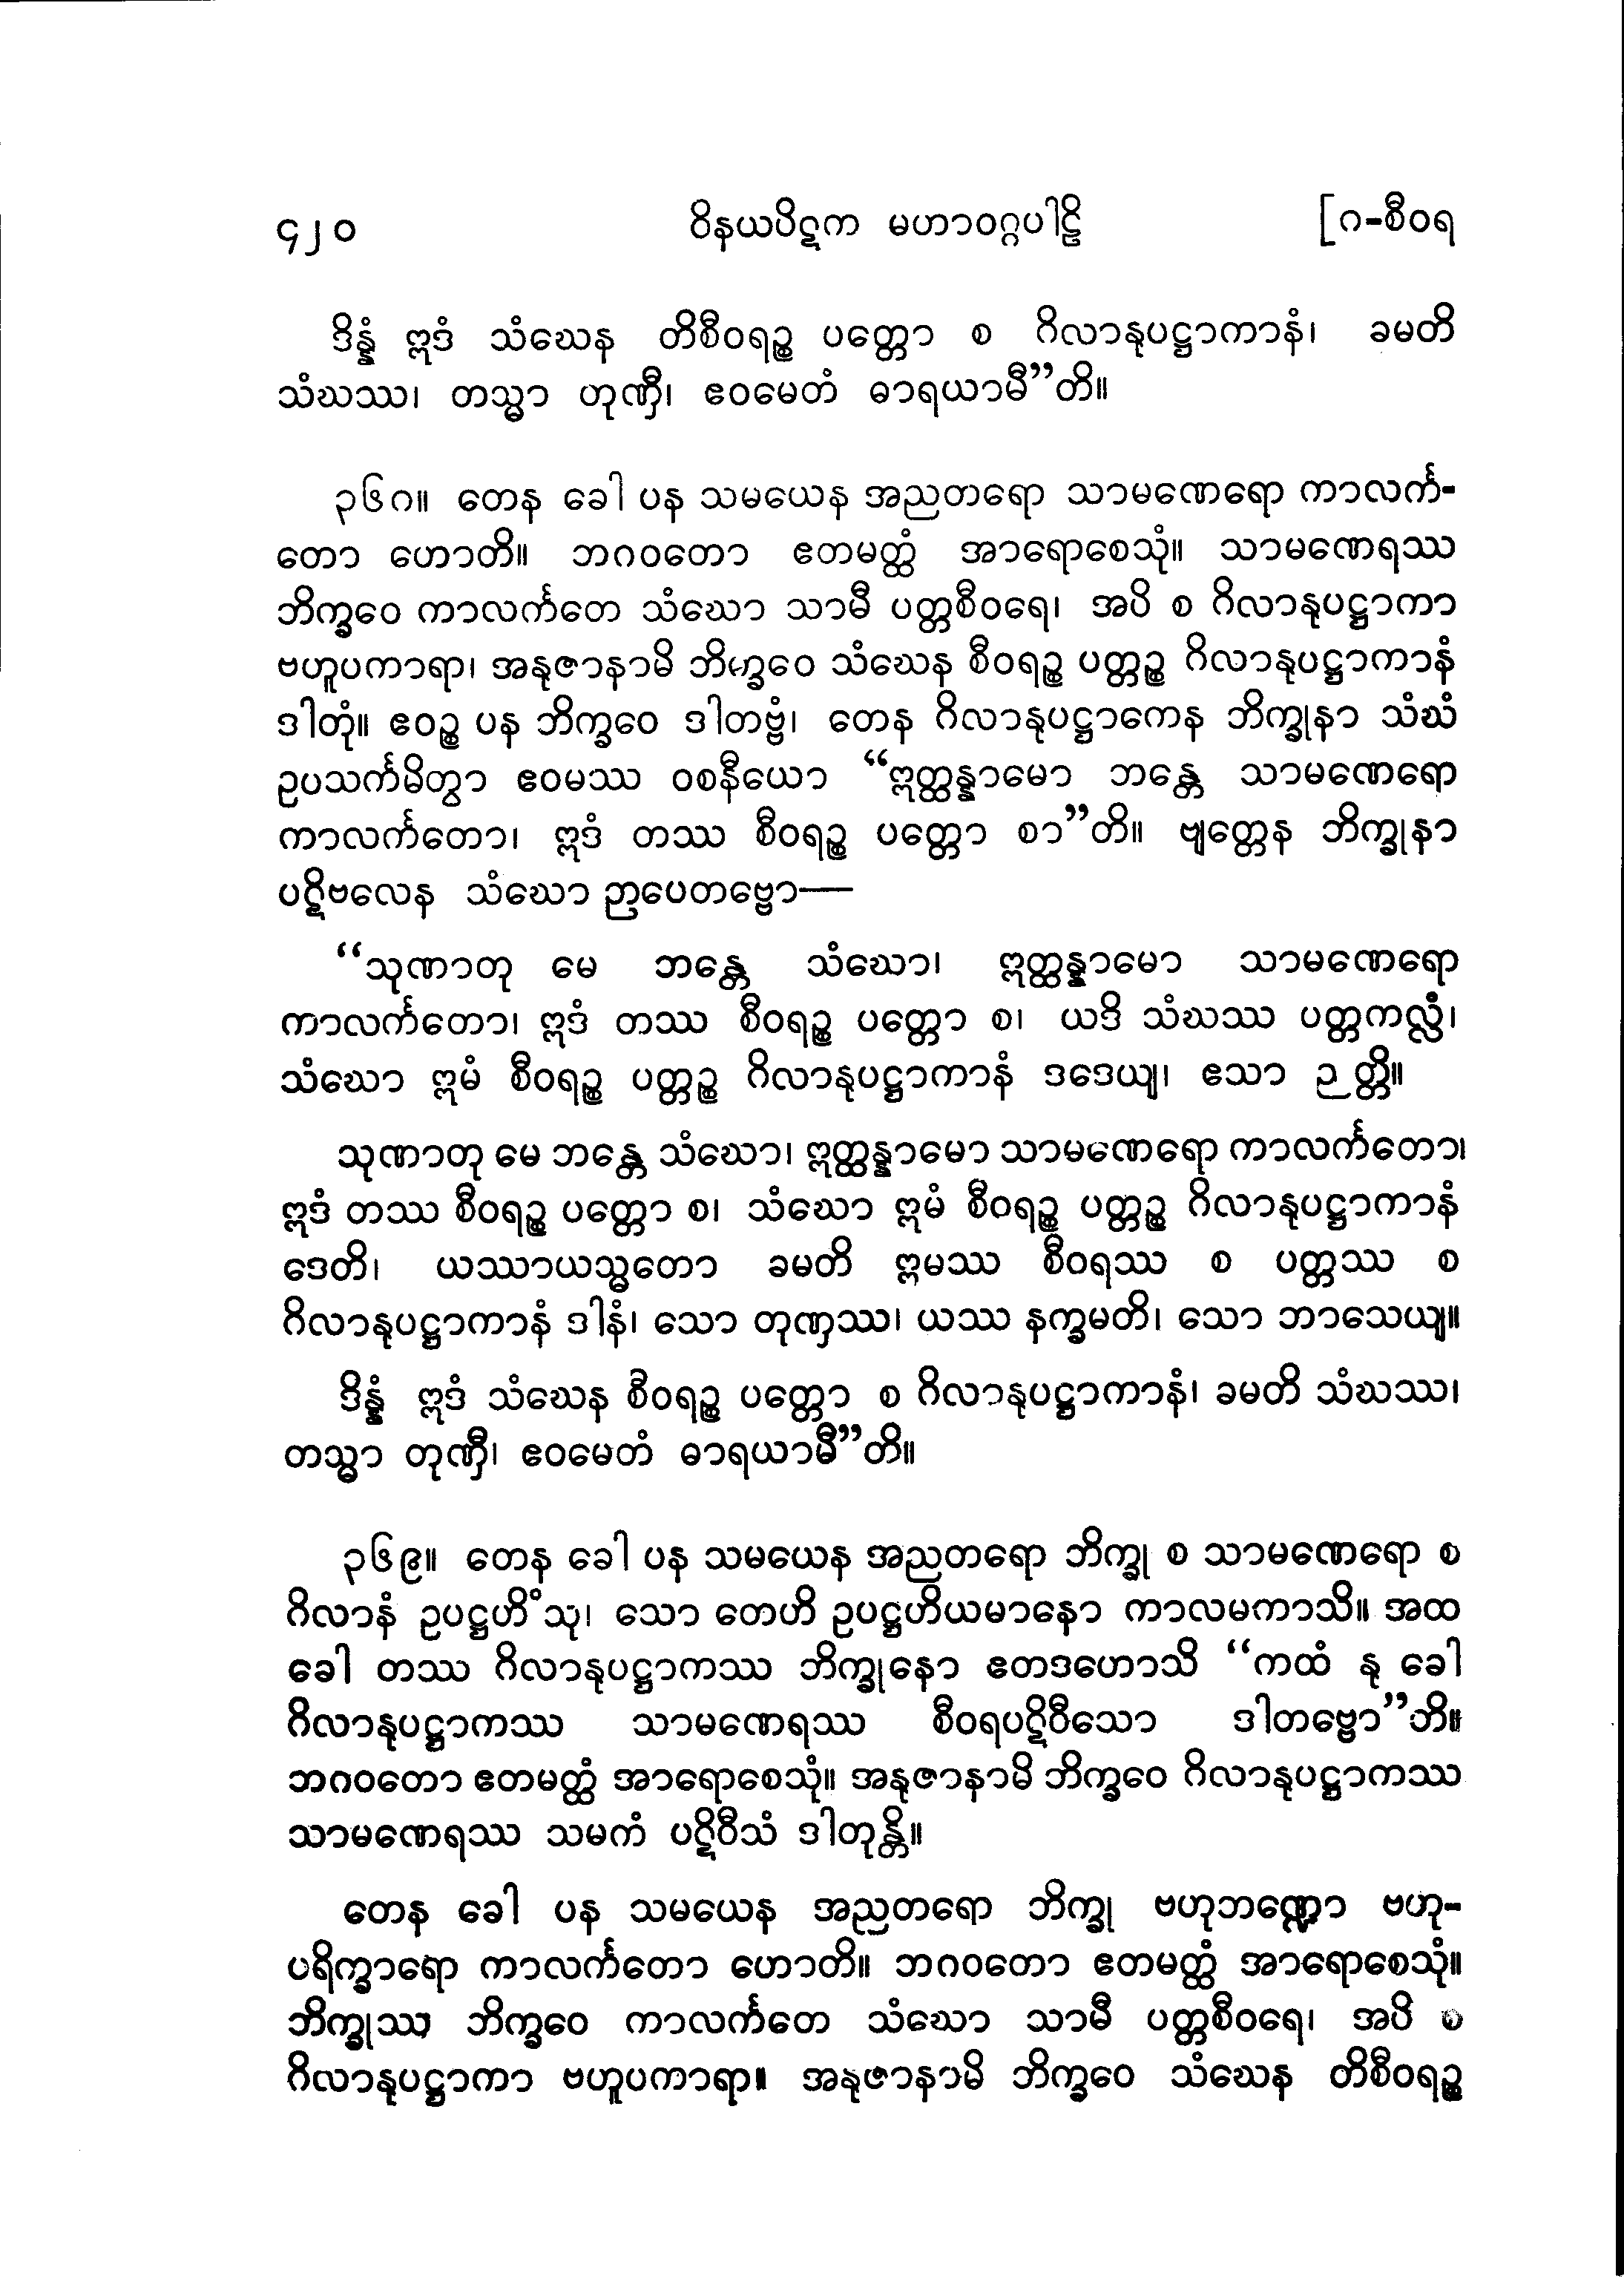 ၄၂၀ ဝိနယပိဋက မဟာဝဂ္ဂပါဠိ [ဂ-စီဝရ
ဒိန္နံ ဣဒံ သံဃေန တိစီဝရဉ္စ ပတ္တော စ ဂိလာနုပဋ္ဌာကာနံ၊ ခမတိ
သံဃဿ၊ တသ္မာ တုဏှီ၊ ဧဝမေတံ ဓာရယာမီ”တိ။
၃၆၈။ တေန ခေါ ပန သမယေန အညတရော သာမဏေရော ကာလင်္က-
တော ဟောတိ။ ဘဂဝတော ဧတမတ္ထံ အာရောစေသုံ။ သာမဏေရဿ
ဘိက္ခဝေ ကာလင်္ကတေ သံဃော သာမီ ပတ္တစီဝရေ၊ အပိ စ ဂိလာနုပဋ္ဌာကာ
ဗဟူပကာရာ၊ အနုဇာနာမိ ဘိက္ခဝေ သံဃေန စီဝရဉ္စ ပတ္တဉ္စ ဂိလာနုပဋ္ဌာကာနံ
ဒါတုံ။ ဧဝဉ္စ ပန ဘိက္ခဝေ ဒါတဗ္ဗံ၊ တေန ဂိလာနုပဋ္ဌာကေန ဘိက္ခုနာ သံဃံ
ဥပသင်္ကမိတွာ ဧဝမဿ ဝစနီယော “ဣတ္ထန္နာမော ဘန္တေ သာမဏေရော
ကာလင်္ကတော၊ ဣဒံ တဿ စီဝရဉ္စ ပတ္တော စာ”တိ။ ဗျတ္တေန ဘိက္ခုနာ
ပဋိဗလေန သံဃော ဉာပေတဗ္ဗော—
“သုဏာတု မေ ဘန္တေ သံဃော၊ ဣတ္ထန္နာမော သာမဏေရော
ကာလင်္ကတော၊ ဣဒံ တဿ စီဝရဉ္စ ပတ္တော စ၊ ယဒိ သံဃဿ ပတ္တကလ္လံ၊
သံဃော ဣမံ စီဝရဉ္စ ပတ္တဉ္စ ဂိလာနုပဋ္ဌာကာနံ ဒဒေယျ၊ ဧသာ ဉတ္တိ။
သုဏာတု မေ ဘန္တေ သံဃော၊ ဣတ္ထန္နာမော သာမဏေရော ကာလင်္ကတော၊
ဣဒံ တဿ စီဝရဉ္စ ပတ္တော စ၊ သံဃော ဣမံ စီဝရဉ္စ ပတ္တဉ္စ ဂိလာနုပဋ္ဌာကာနံ
ဒေတိ၊ ယဿာယသ္မတော ခမတိ ဣမဿ စီဝရဿ စ ပတ္တဿ စ
ဂိလာနုပဋ္ဌာကာနံ ဒါနံ၊ သော တုဏှဿ၊ ယဿ နက္ခမတိ၊ သော ဘာသေယျ။
ဒိန္နံ ဣဒံ သံဃေန စီဝရဉ္စ ပတ္တော စ ဂိလာနုပဋ္ဌာကာနံ၊ ခမတိ သံဃဿ၊
တသ္မာ တုဏှီ၊ ဧဝမေတံ ဓာရယာမီ”တိ။
၃၆၉။ တေန ခေါ ပန သမယေန အညတရော ဘိက္ခု စ သာမဏေရော စ
ဂိလာနံ ဥပဋ္ဌဟိံသု၊ သော တေဟိ ဥပဋ္ဌဟိယမာနော ကာလမကာသိ။ အထ
ခေါ တဿ ဂိလာနုပဋ္ဌာကဿ ဘိက္ခုနော ဧတဒဟောသိ “ကထံ နု ခေါ
ဂိလာနုပဋ္ဌာကဿ သာမဏေရဿ စီဝရပဋိဝီသော ဒါတဗ္ဗော”တိ။
ဘဂဝတော ဧတမတ္ထံ အာရောစေသုံ။ အနုဇာနာမိ ဘိက္ခဝေ ဂိလာနုပဋ္ဌာကဿ
သာမဏေရဿ သမကံ ပဋိဝီသံ ဒါတုန္တိ။
တေန ခေါ ပန သမယေန အညတရော ဘိက္ခု ဗဟုဘဏ္ဍော ဗဟု-
ပရိက္ခာရော ကာလင်္ကတော ဟောတိ။ ဘဂဝတော ဧတမတ္ထံ အာရောစေသုံ။
ဘိက္ခုဿ ဘိက္ခဝေ ကာလင်္ကတေ သံဃော သာမီ ပတ္တစီဝရေ၊ အပိ စ
ဂိလာနုပဋ္ဌာကာ ဗဟူပကာရာ။ အနုဇာနာမိ ဘိက္ခဝေ သံဃေန တိစီဝရဉ္စ